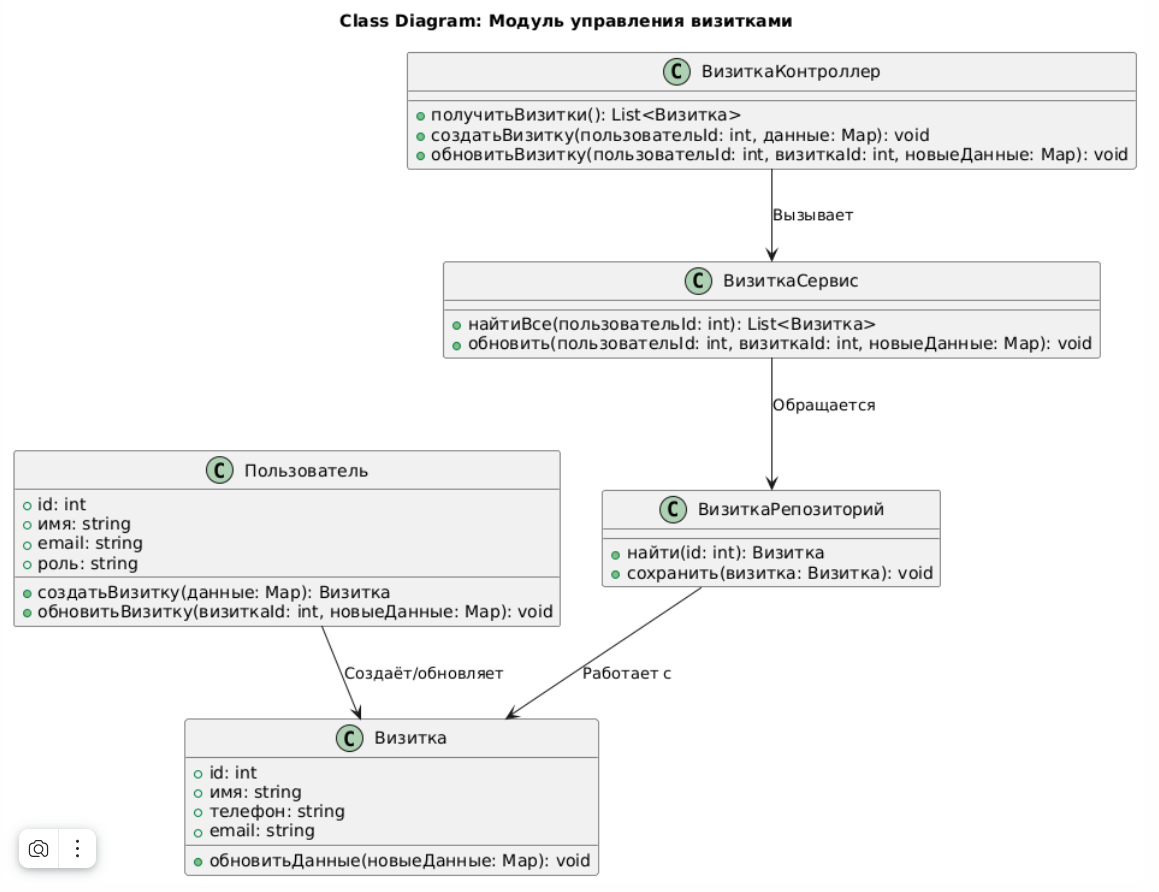 Class Diagram: Модуль управления визитками
C ВизиткаКонтроллер
получитьВизитки(): List<Визитка>
создатьВизитку(пользовательId: int, данные: Map): void
обновитьВизитку(пользовательId: int, визиткаId: int, новыеДанные: Map): void
Вызывает
C ВизиткаСервис
найтиВсе(пользовательId: int): List<Визитка>
обновить(пользовательId: int, визиткаId: int, новыеДанные: Map): void
Обращается
C Пользователь
id: int
имя: string
email: string
роль: string
создатьВизитку(данные: Map): Визитка
обновитьВизитку(визиткаId: int, новыеДанные: Map): void
C ВизиткаРепозиторий
найти(id: int): Визитка
сохранить(визитка: Визитка): void
Создаёт/обновляет
Работает с
C Визитка
id: int
имя: string
телефон: string
email: string
обновитьДанные(новыеДанные: Map): void